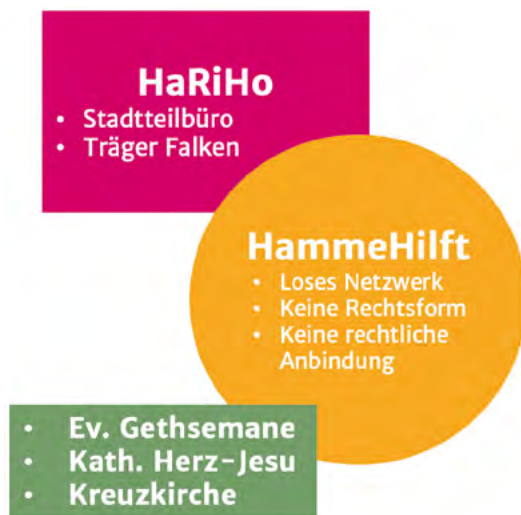 HaRiHo
• Stadtteilbüro
• Träger Falken
HammeHilft
• Loses Netzwerk
• Keine Rechtsform
• Keine rechtliche
Anbindung
• Ev. Gethsemane
• Kath. Herz-Jesu
• Kreuzkirche